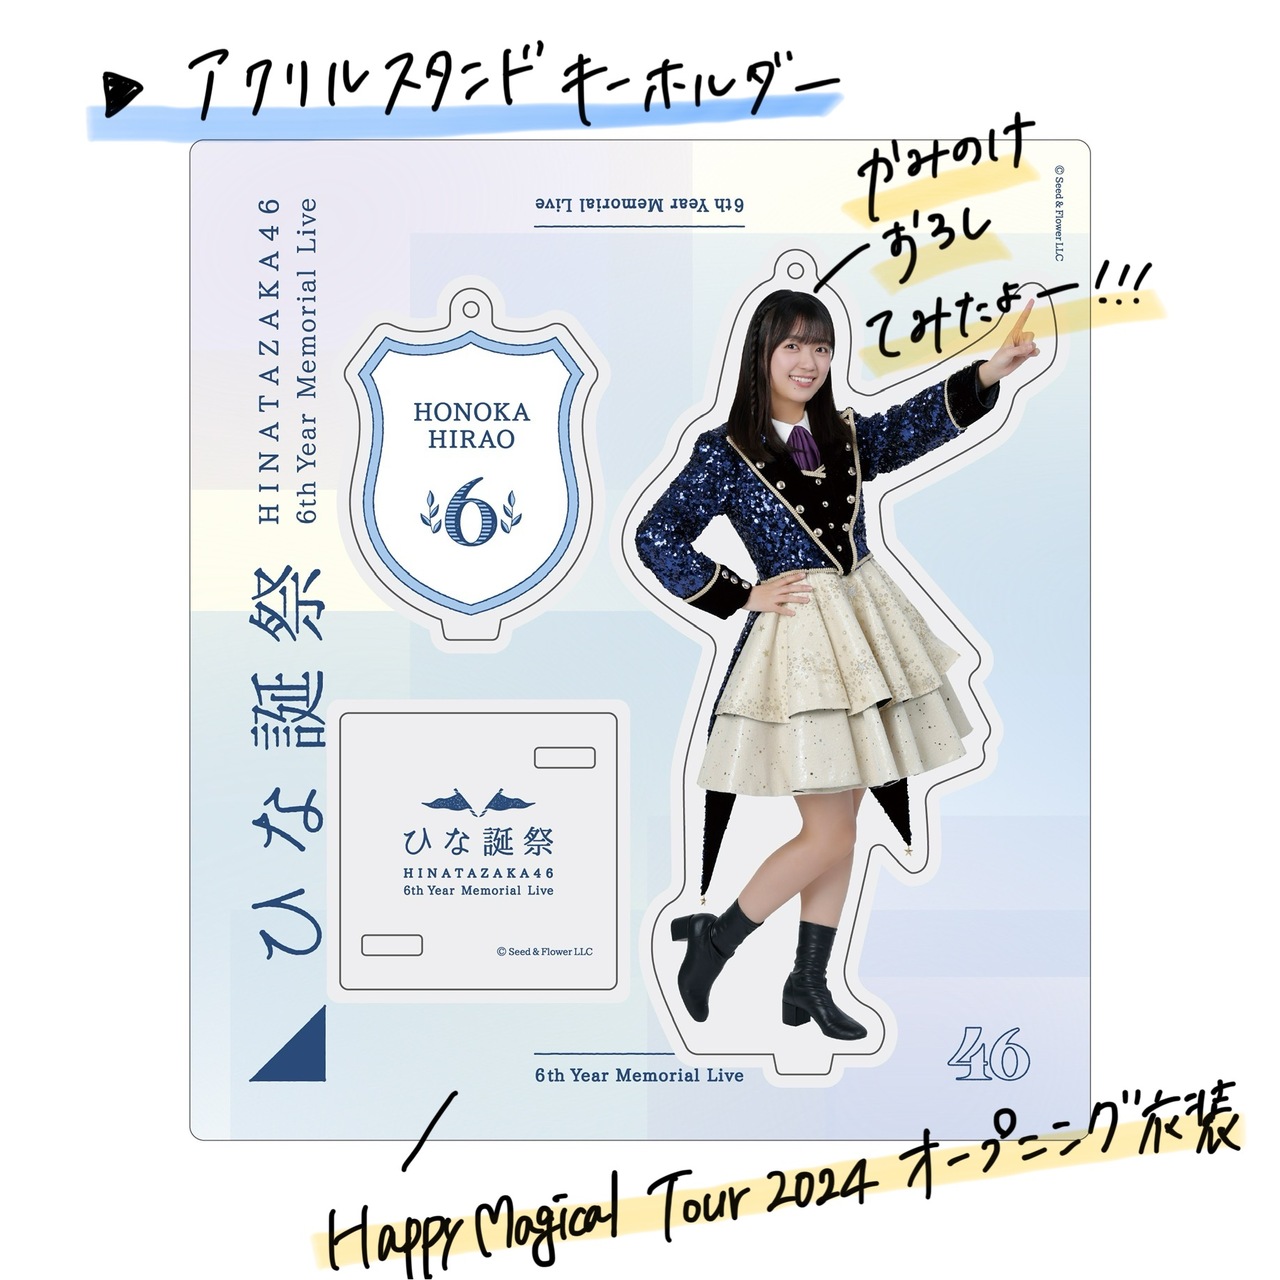 ▶ アクリルスタンドキーホルダー
かみのけ
おろし
てみたよー!!!
© Seed & Flower LLC
6th Year Memorial Live
HINATAZAKA46
6th Year Memorial Live
ひな誕祭
HONOKA
HIRAO
6
ひな誕祭
HINATAZAKA46
6th Year Memorial Live
© Seed & Flower LLC
6th Year Memorial Live
46
Happy Magical Tour 2024 オープニング衣装